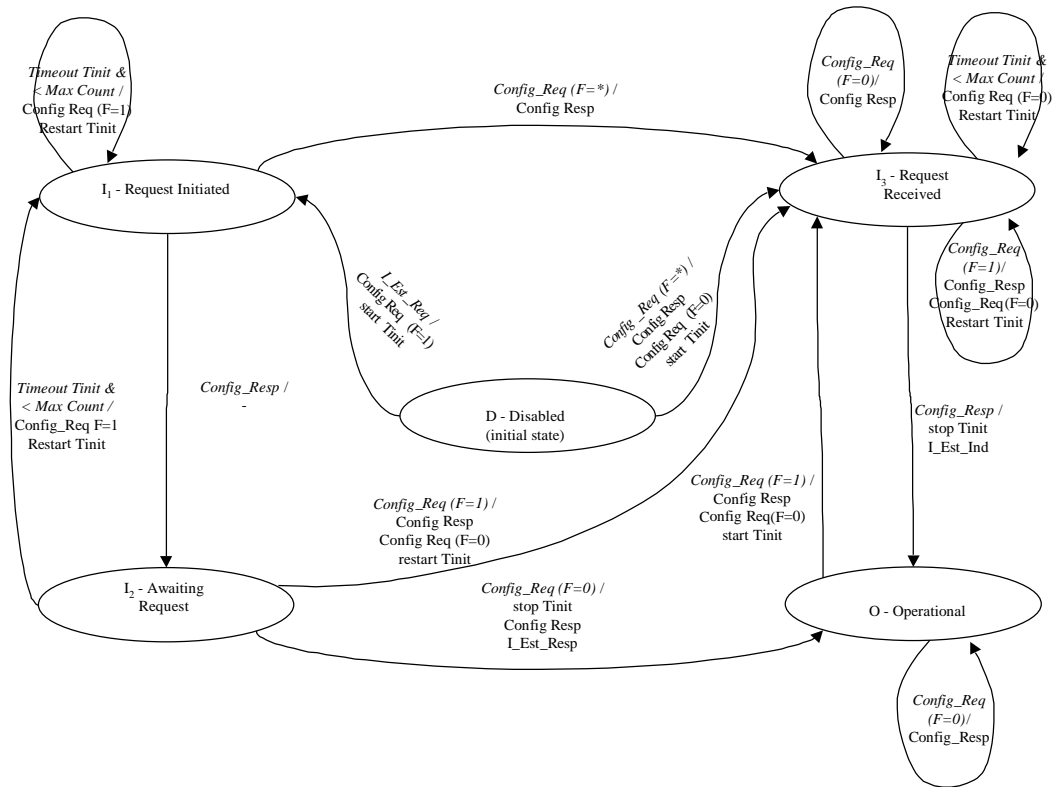 Timeout Tinit &
< Max Count /
Config Req (F=1)
Restart Tinit
Config_Req (F=*) /
Config Resp
Config_Req
(F=0)/
Config Resp
Timeout Tinit &
< Max Count /
Config Req (F=0)
Restart Tinit
I1 - Request Initiated
I3 - Request
Received
I_Est_Req /
Config Req (F=1)
start Tinit
Config _Req (F=*) /
Config Resp
Config Req (F=0)
start Tinit
Config_Req
(F=1)/
Config_Resp
Config_Req(F=0)
Restart Tinit
Timeout Tinit &
< Max Count /
Config_Req F=1
Restart Tinit
Config_Resp /
-
D - Disabled
(initial state)
Config_Resp /
stop Tinit
I_Est_Ind
Config_Req (F=1) /
Config Resp
Config Req (F=0)
restart Tinit
Config_Req (F=1) /
Config Resp
Config Req(F=0)
start Tinit
I2 - Awaiting
Request
Config_Req (F=0) /
stop Tinit
Config Resp
I_Est_Resp
O - Operational
Config_Req
(F=0)/
Config_Resp